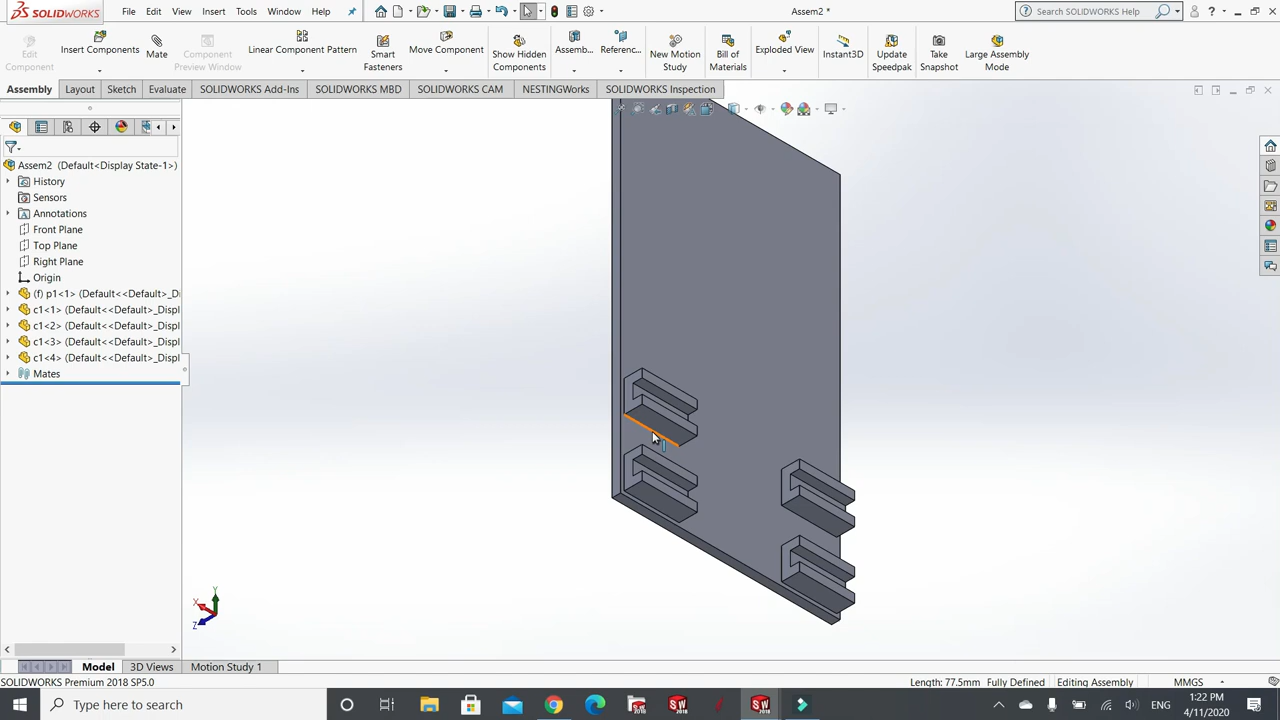 SOLIDWORKS
File Edit View Insert Tools Window Help
Assem2 *
Search SOLIDWORKS Help
Edit Component
Insert Components
Mate
Component Preview Window
Linear Component Pattern
Smart Fasteners
Move Component
Show Hidden Components
Assemb...
Referenc...
New Motion Study
Bill of Materials
Exploded View
Instant3D
Update Speedpak
Take Snapshot
Large Assembly Mode
Assembly Layout Sketch Evaluate SOLIDWORKS Add-Ins SOLIDWORKS MBD SOLIDWORKS CAM NESTINGWorks SOLIDWORKS Inspection
Assem2 (Default<Display State-1>)
History
Sensors
Annotations
Front Plane
Top Plane
Right Plane
Origin
(f) p1<1> (Default<<Default>_Di
c1<1> (Default<<Default>_Displ
c1<2> (Default<<Default>_Displ
c1<3> (Default<<Default>_Displ
c1<4> (Default<<Default>_Displ
Mates
Y
X
Z
Model 3D Views Motion Study 1
SOLIDWORKS Premium 2018 SP5.0
Length: 77.5mm Fully Defined Editing Assembly MMGS
Type here to search
ENG
1:22 PM
4/11/2020